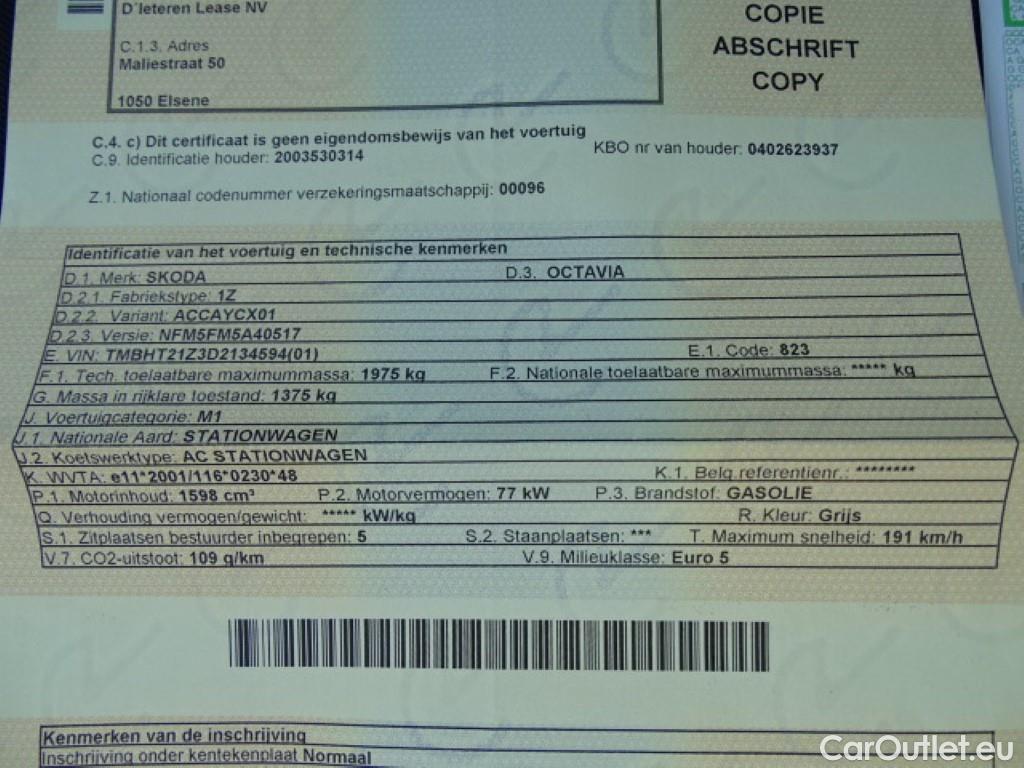 D'Ieteren Lease NV
C.1.3. Adres
Maliestraat 50
1050 Elsene
COPIE
ABSCHRIFT
COPY
C.4. c) Dit certificaat is geen eigendomsbewijs van het voertuig
C.9. Identificatie houder: 2003530314 KBO nr van houder: 0402623937
Z.1. Nationaal codenummer verzekeringsmaatschappij: 00096
Identificatie van het voertuig en technische kenmerken
D.1. Merk: SKODA D.3. OCTAVIA
D.2.1. Fabriekstype: 1Z
D.2.2. Variant: ACCAYCX01
D.2.3. Versie: NFM5FM5A40517
E. VIN: TMBHT21Z3D2134594(01) E.1. Code: 823
F.1. Tech. toelaatbare maximummassa: 1975 kg F.2. Nationale toelaatbare maximummassa: ***** kg
G. Massa in rijklare toestand: 1375 kg
J. Voertuigcategorie: M1
J.1. Nationale Aard: STATIONWAGEN
J.2. Koetswerktype: AC STATIONWAGEN
K. WVTA: e11*2001/116*0230*48 K.1. Belg.referentienr.: ********
P.1. Motorinhoud: 1598 cm³ P.2. Motorvermogen: 77 kW P.3. Brandstof: GASOLIE
Q. Verhouding vermogen/gewicht: ***** kW/kg R. Kleur: Grijs
S.1. Zitplaatsen bestuurder inbegrepen: 5 S.2. Staanplaatsen: *** T. Maximum snelheid: 191 km/h
V.7. CO2-uitstoot: 109 g/km V.9. Milieuklasse: Euro 5
Kenmerken van de inschrijving
Inschrijving onder kentekenplaat Normaal
CarOutlet.eu